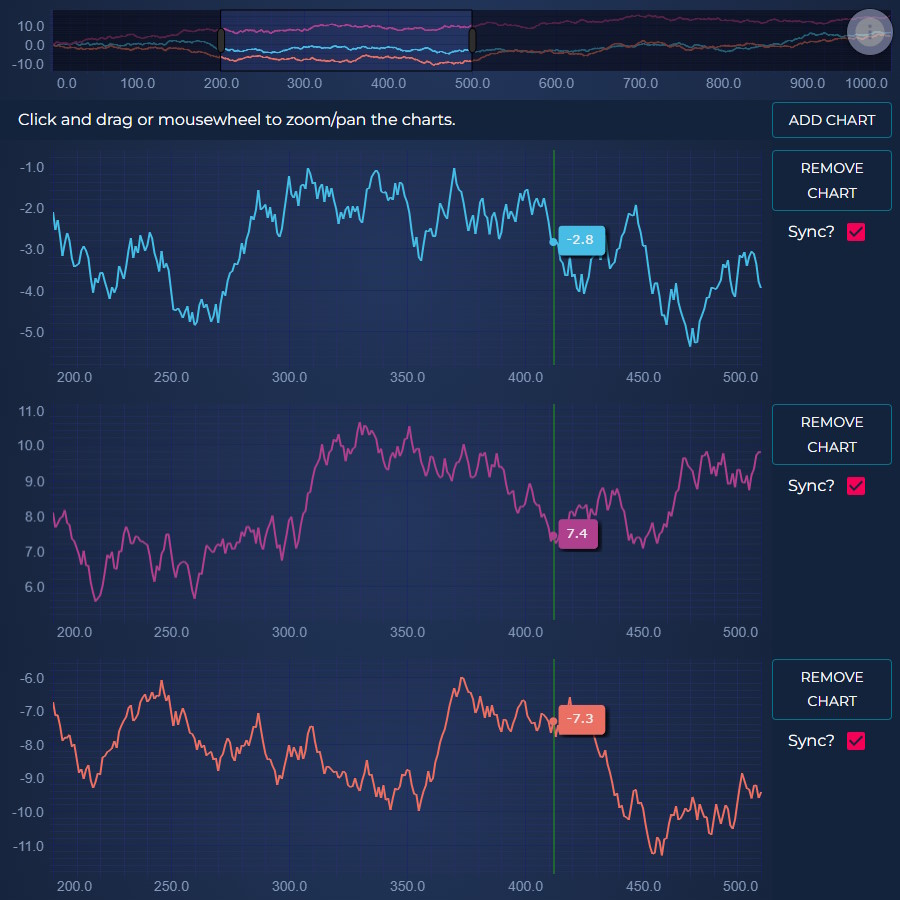 10.0
0.0
-10.0
0.0 100.0 200.0 300.0 400.0 500.0 600.0 700.0 800.0 900.0 1000.0
Click and drag or mousewheel to zoom/pan the charts.
ADD CHART
-1.0
-2.0
-3.0
-4.0
-5.0
-2.8
200.0 250.0 300.0 350.0 400.0 450.0 500.0
REMOVE
CHART
Sync?
11.0
10.0
9.0
8.0
7.0
6.0
7.4
200.0 250.0 300.0 350.0 400.0 450.0 500.0
REMOVE
CHART
Sync?
-6.0
-7.0
-8.0
-9.0
-10.0
-11.0
-7.3
200.0 250.0 300.0 350.0 400.0 450.0 500.0
REMOVE
CHART
Sync?